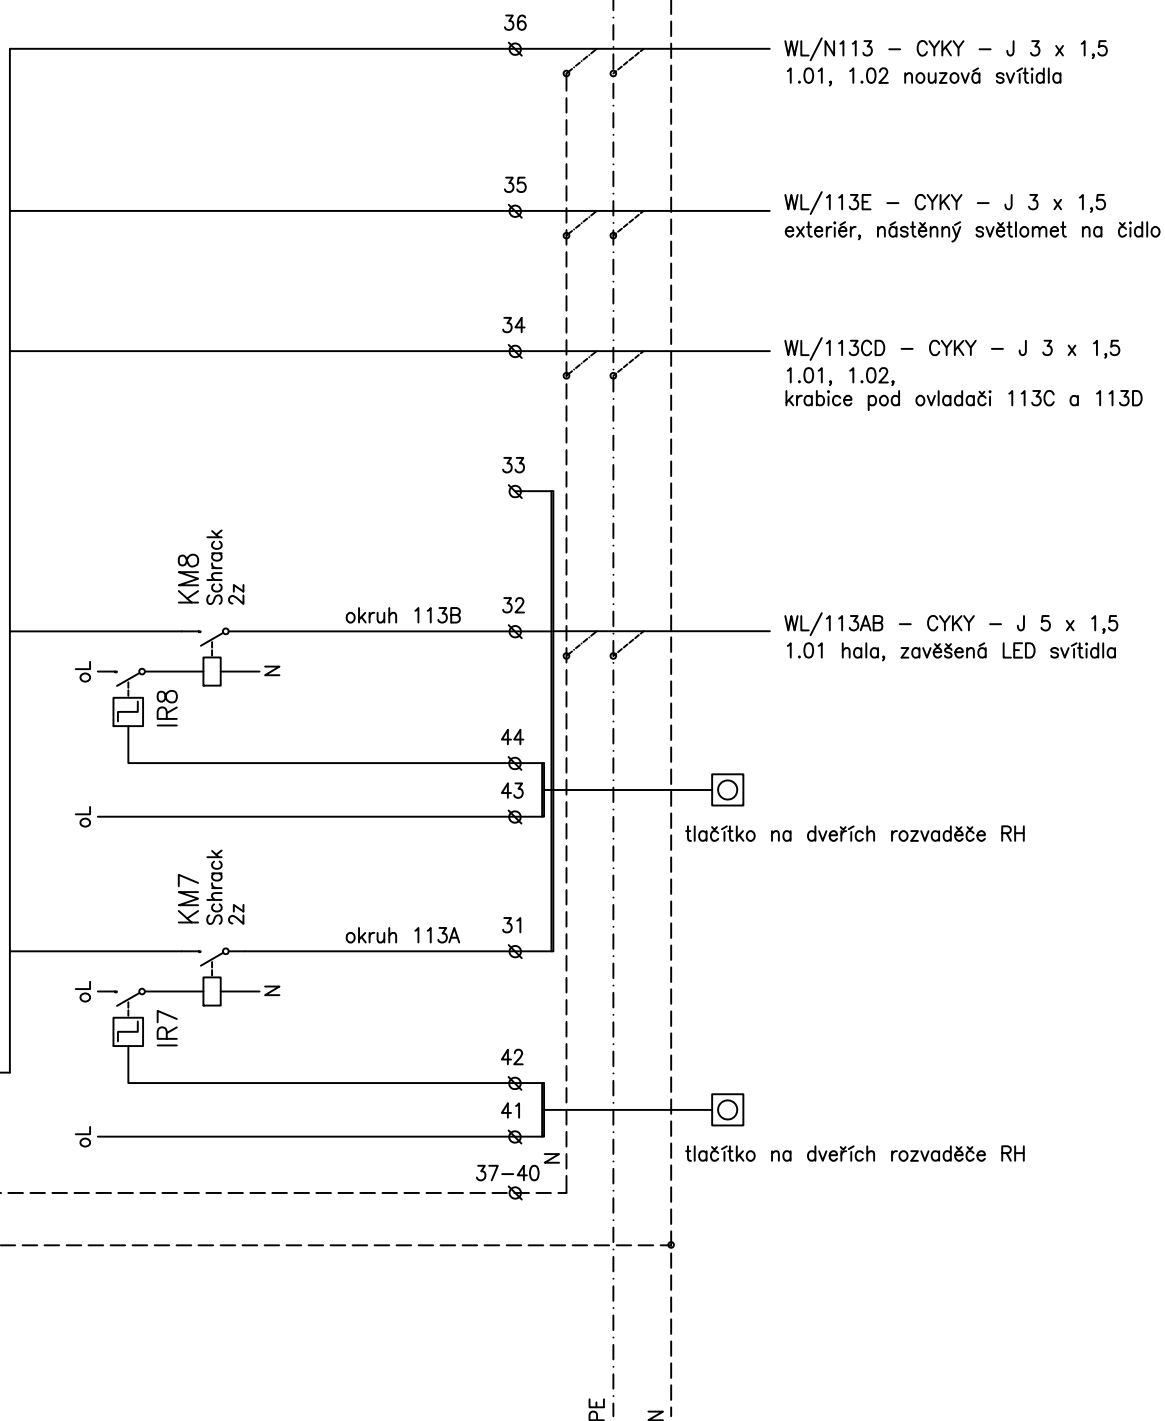 36
WL/N113 – CYKY – J 3 x 1,5
1.01, 1.02 nouzová svítidla
35
WL/113E – CYKY – J 3 x 1,5
exteriér, nástěnný světlomet na čidlo
34
WL/113CD – CYKY – J 3 x 1,5
1.01, 1.02,
krabice pod ovladači 113C a 113D
33
KM8
Schrack
2z
okruh 113B
32
WL/113AB – CYKY – J 5 x 1,5
1.01 hala, zavěšená LED svítidla
oL
N
IR8
44
43
oL
tlačítko na dveřích rozvaděče RH
KM7
Schrack
2z
okruh 113A
31
oL
N
IR7
42
41
oL
tlačítko na dveřích rozvaděče RH
N
37–40
PE
N